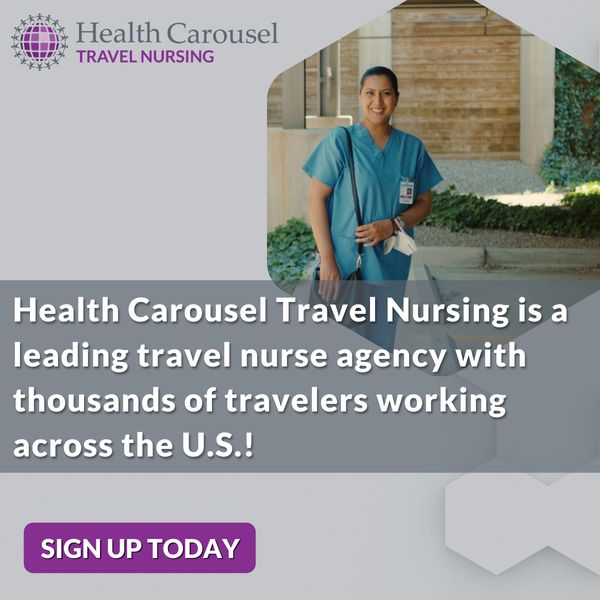 Health Carousel
TRAVEL NURSING
Health Carousel Travel Nursing is a
leading travel nurse agency with
thousands of travelers working
across the U.S.!
SIGN UP TODAY